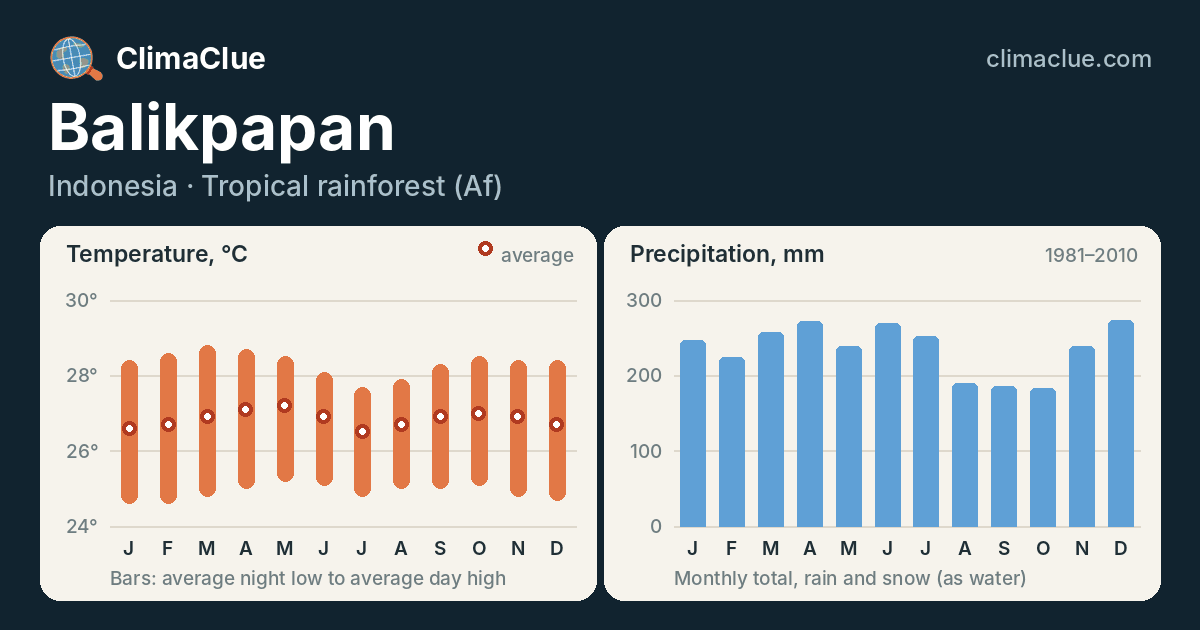 ClimaClue
climaclue.com
Balikpapan
Indonesia · Tropical rainforest (Af)
Temperature, °C
average
30°
28°
26°
24°
J F M A M J J A S O N D
Bars: average night low to average day high
Precipitation, mm
1981–2010
300
200
100
0
J F M A M J J A S O N D
Monthly total, rain and snow (as water)